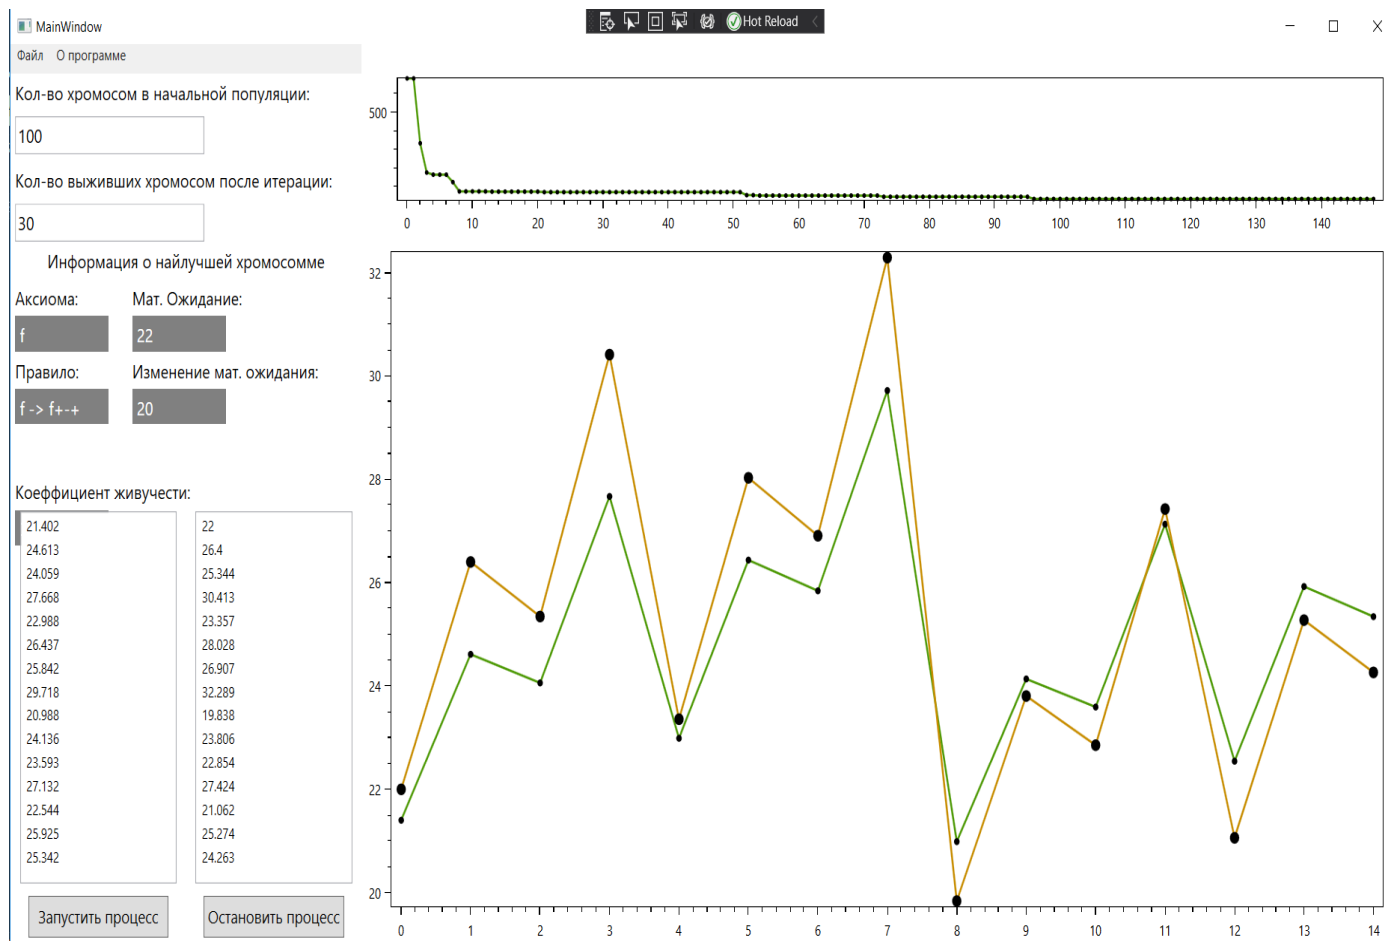 MainWindow
Hot Reload
Файл О программе
Кол-во хромосом в начальной популяции:
100
Кол-во выживших хромосом после итерации:
30
Информация о найлучшей хромосомме
Аксиома: Мат. Ожидание:
f 22
Правило: Изменение мат. ожидания:
f -> f+-+ 20
Коеффициент живучести:
21.402 22
24.613 26.4
24.059 25.344
27.668 30.413
22.988 23.357
26.437 28.028
25.842 26.907
29.718 32.289
20.988 19.838
24.136 23.806
23.593 22.854
27.132 27.424
22.544 21.062
25.925 25.274
25.342 24.263
Запустить процесс Остановить процесс
500
0 10 20 30 40 50 60 70 80 90 100 110 120 130 140
32
30
28
26
24
22
20
0 1 2 3 4 5 6 7 8 9 10 11 12 13 14